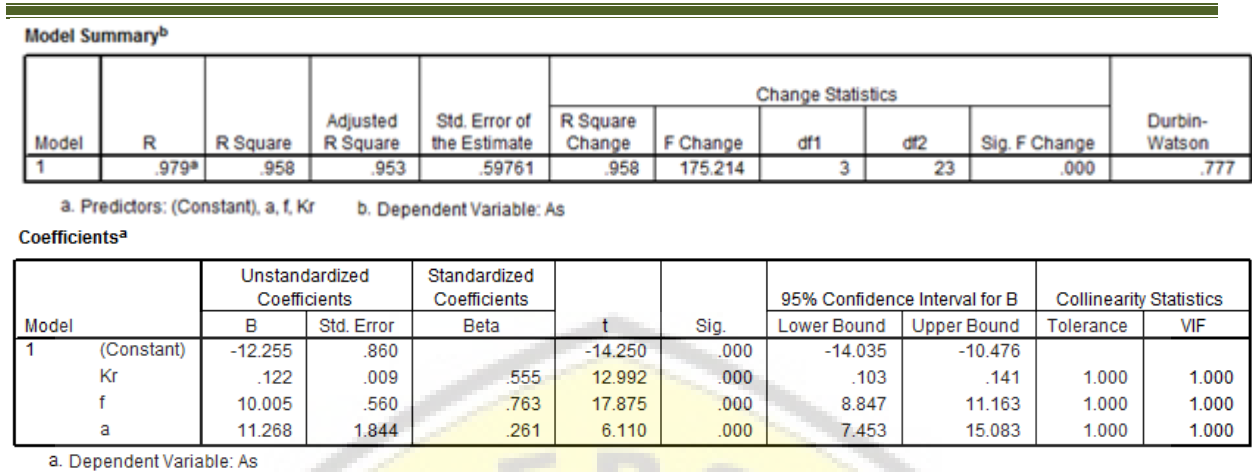 Model Summaryᵇ
Model R R Square Adjusted R Square Std. Error of the Estimate Change Statistics Durbin-Watson
R Square Change F Change df1 df2 Sig. F Change
1 .979ᵃ .958 .953 .59761 .958 175.214 3 23 .000 .777
a. Predictors: (Constant), a, f, Kr b. Dependent Variable: As
Coefficientsᵃ
Model Unstandardized Coefficients Standardized Coefficients t Sig. 95% Confidence Interval for B Collinearity Statistics
B Std. Error Beta Lower Bound Upper Bound Tolerance VIF
1 (Constant) -12.255 .860 -14.250 .000 -14.035 -10.476
Kr .122 .009 .555 12.992 .000 .103 .141 1.000 1.000
f 10.005 .560 .763 17.875 .000 8.847 11.163 1.000 1.000
a 11.268 1.844 .261 6.110 .000 7.453 15.083 1.000 1.000
a. Dependent Variable: As